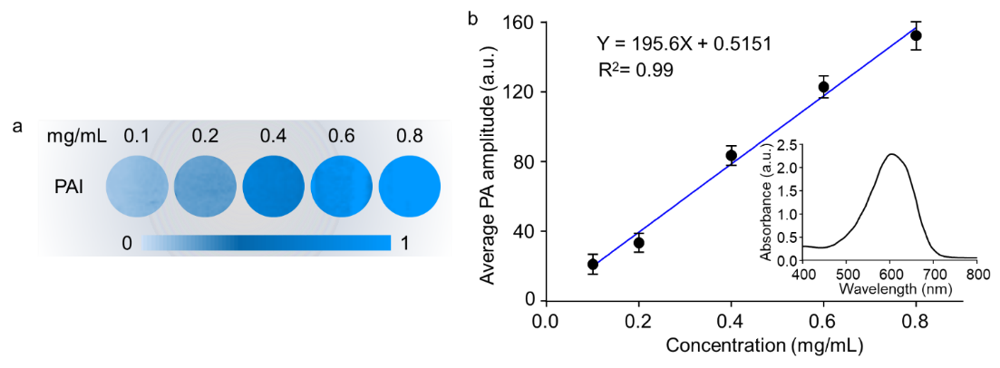 a
mg/mL 0.1 0.2 0.4 0.6 0.8
PAI
0 1
b
Average PA amplitude (a.u.)
160
120
80
40
0
0.0 0.2 0.4 0.6 0.8
Concentration (mg/mL)
Y = 195.6X + 0.5151
R²= 0.99
Absorbance (a.u.)
2.5
2.0
1.5
1.0
0.5
0.0
400 500 600 700 800
Wavelength (nm)